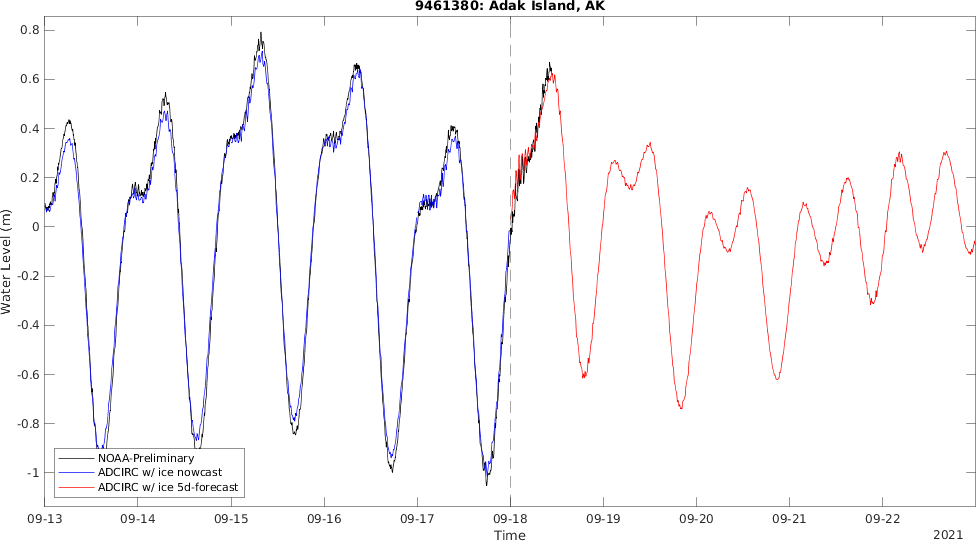 9461380: Adak Island, AK
0.8
0.6
0.4
0.2
0
-0.2
-0.4
-0.6
-0.8
-1
Water Level (m)
NOAA-Preliminary
ADCIRC w/ ice nowcast
ADCIRC w/ ice 5d-forecast
09-13 09-14 09-15 09-16 09-17 09-18 09-19 09-20 09-21 09-22
Time
2021